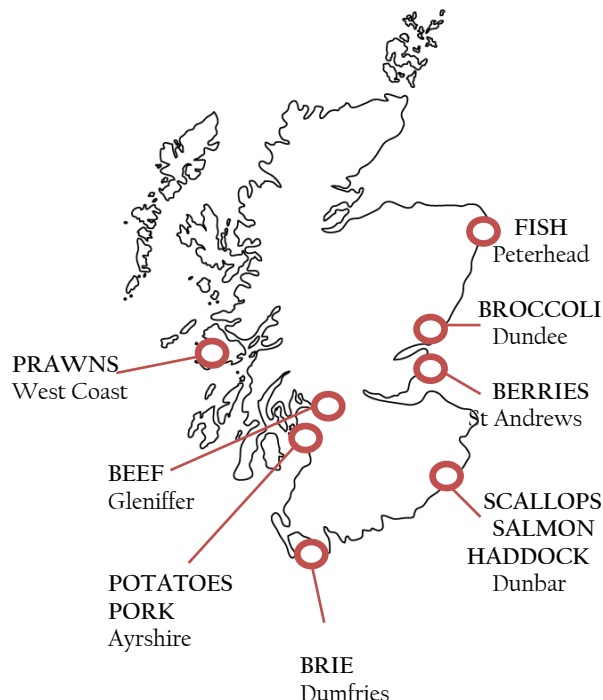 FISH
Peterhead
BROCCOLI
Dundee
PRAWNS
West Coast
BERRIES
St Andrews
BEEF
Gleniffer
SCALLOPS
SALMON
HADDOCK
Dunbar
POTATOES
PORK
Ayrshire
BRIE
Dumfries